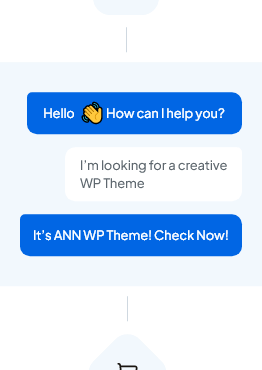 Hello 👋 How can I help you?
I'm looking for a creative
WP Theme
It's ANN WP Theme! Check Now!